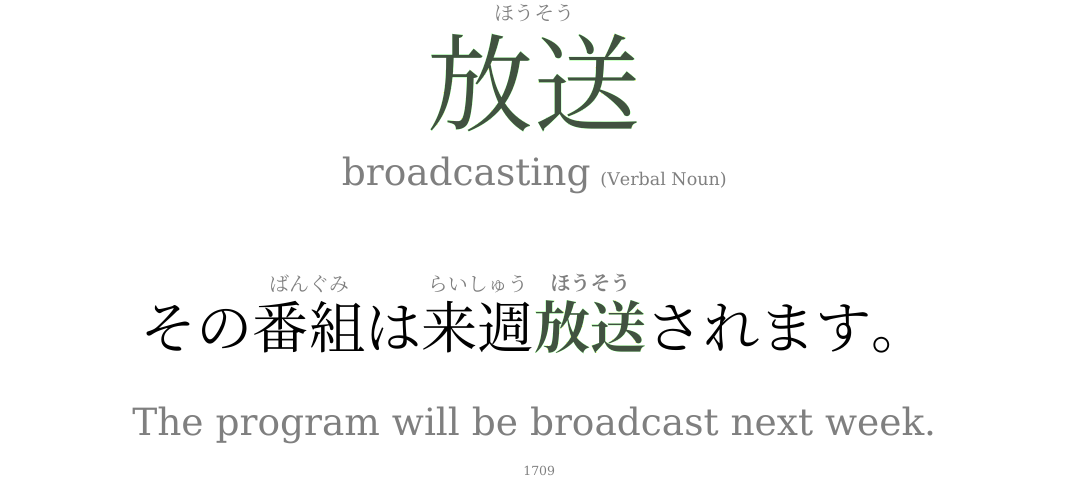 ほうそう
放送
broadcasting (Verbal Noun)
ばんぐみ らいしゅう ほうそう
その番組は来週放送されます。
The program will be broadcast next week.
1709